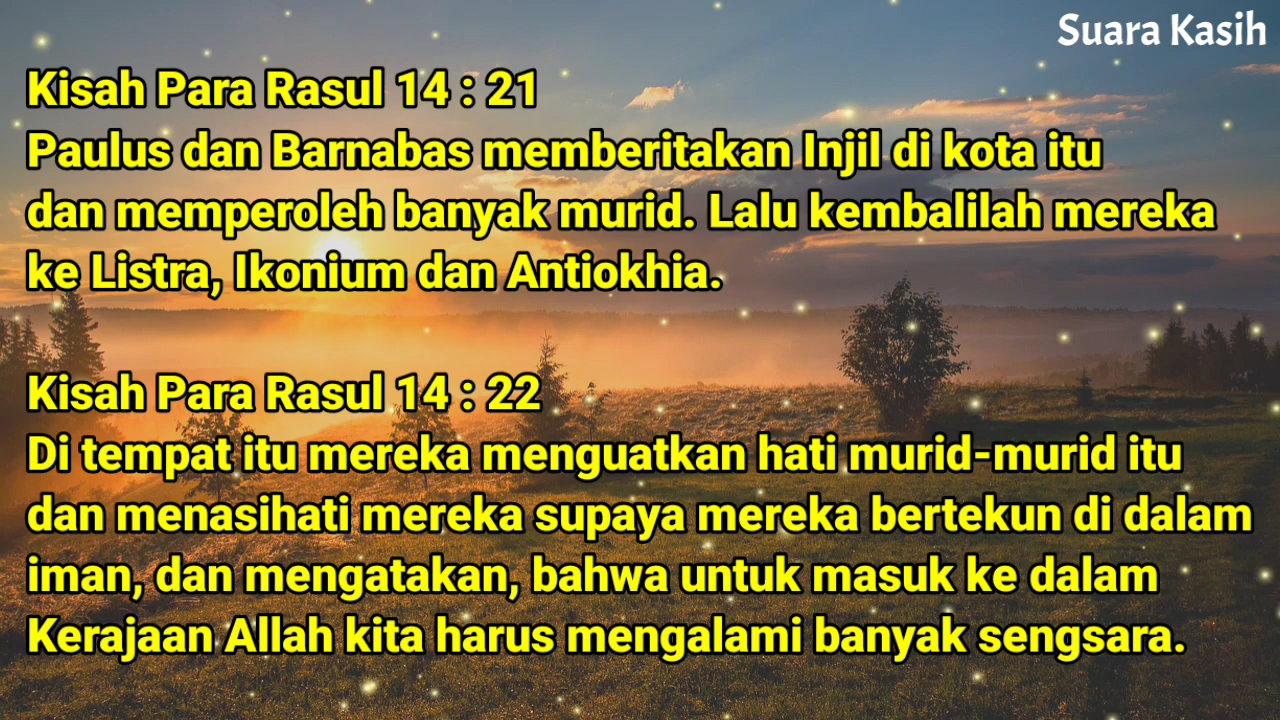 Suara Kasih
Kisah Para Rasul 14 : 21
Paulus dan Barnabas memberitakan Injil di kota itu
dan memperoleh banyak murid. Lalu kembalilah mereka
ke Listra, Ikonium dan Antiokhia.
Kisah Para Rasul 14 : 22
Di tempat itu mereka menguatkan hati murid-murid itu
dan menasihati mereka supaya mereka bertekun di dalam
iman, dan mengatakan, bahwa untuk masuk ke dalam
Kerajaan Allah kita harus mengalami banyak sengsara.